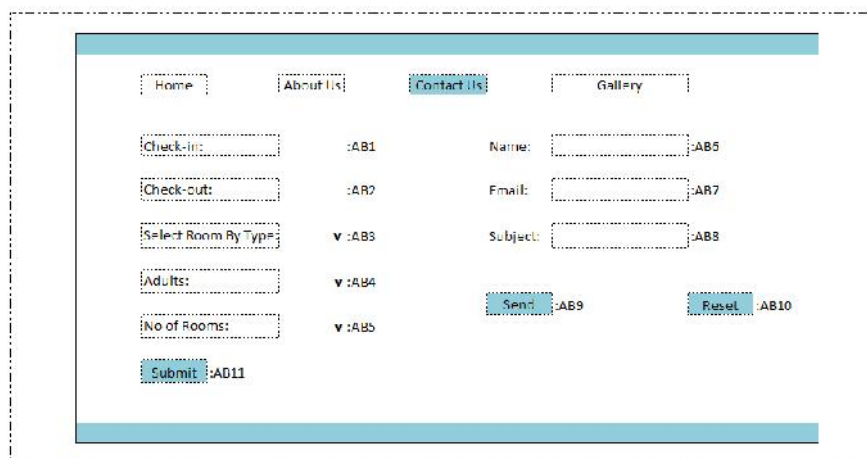 Home About Us Contact Us Gallery
Check-in: :AB1
Check-out: :AB2
Select Room By Type: v :AB3
Adults: v :AB4
No of Rooms: v :AB5
Submit :AB11
Name: :AB6
Email: :AB7
Subject: :AB8
Send :AB9 Reset :AB10